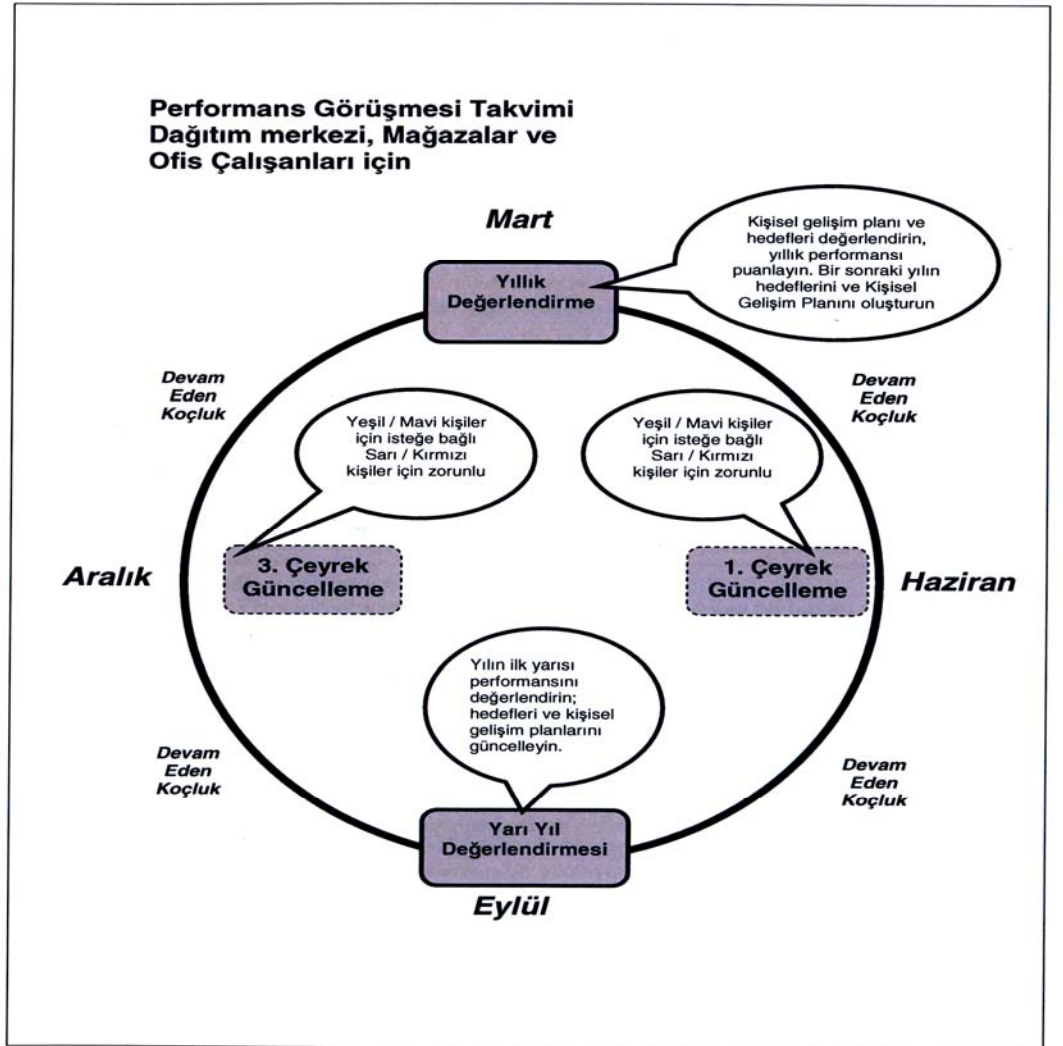 Performans Görüşmesi Takvimi
Dağıtım merkezi, Mağazalar ve
Ofis Çalışanları için
Mart
Kişisel gelişim planı ve
hedefleri değerlendirin,
yıllık performansı
puanlayın. Bir sonraki yılın
hedeflerini ve Kişisel
Gelişim Planını oluşturun
Yıllık
Değerlendirme
Devam
Eden
Koçluk
Devam
Eden
Koçluk
Yeşil / Mavi kişiler
için isteğe bağlı
Sarı / Kırmızı
kişiler için zorunlu
Yeşil / Mavi kişiler
için isteğe bağlı
Sarı / Kırmızı
kişiler için zorunlu
Aralık
3. Çeyrek
Güncelleme
1. Çeyrek
Güncelleme
Haziran
Yılın ilk yarısı
performansını
değerlendirin;
hedefleri ve kişisel
gelişim planlarını
güncelleyin.
Devam
Eden
Koçluk
Devam
Eden
Koçluk
Yarı Yıl
Değerlendirmesi
Eylül